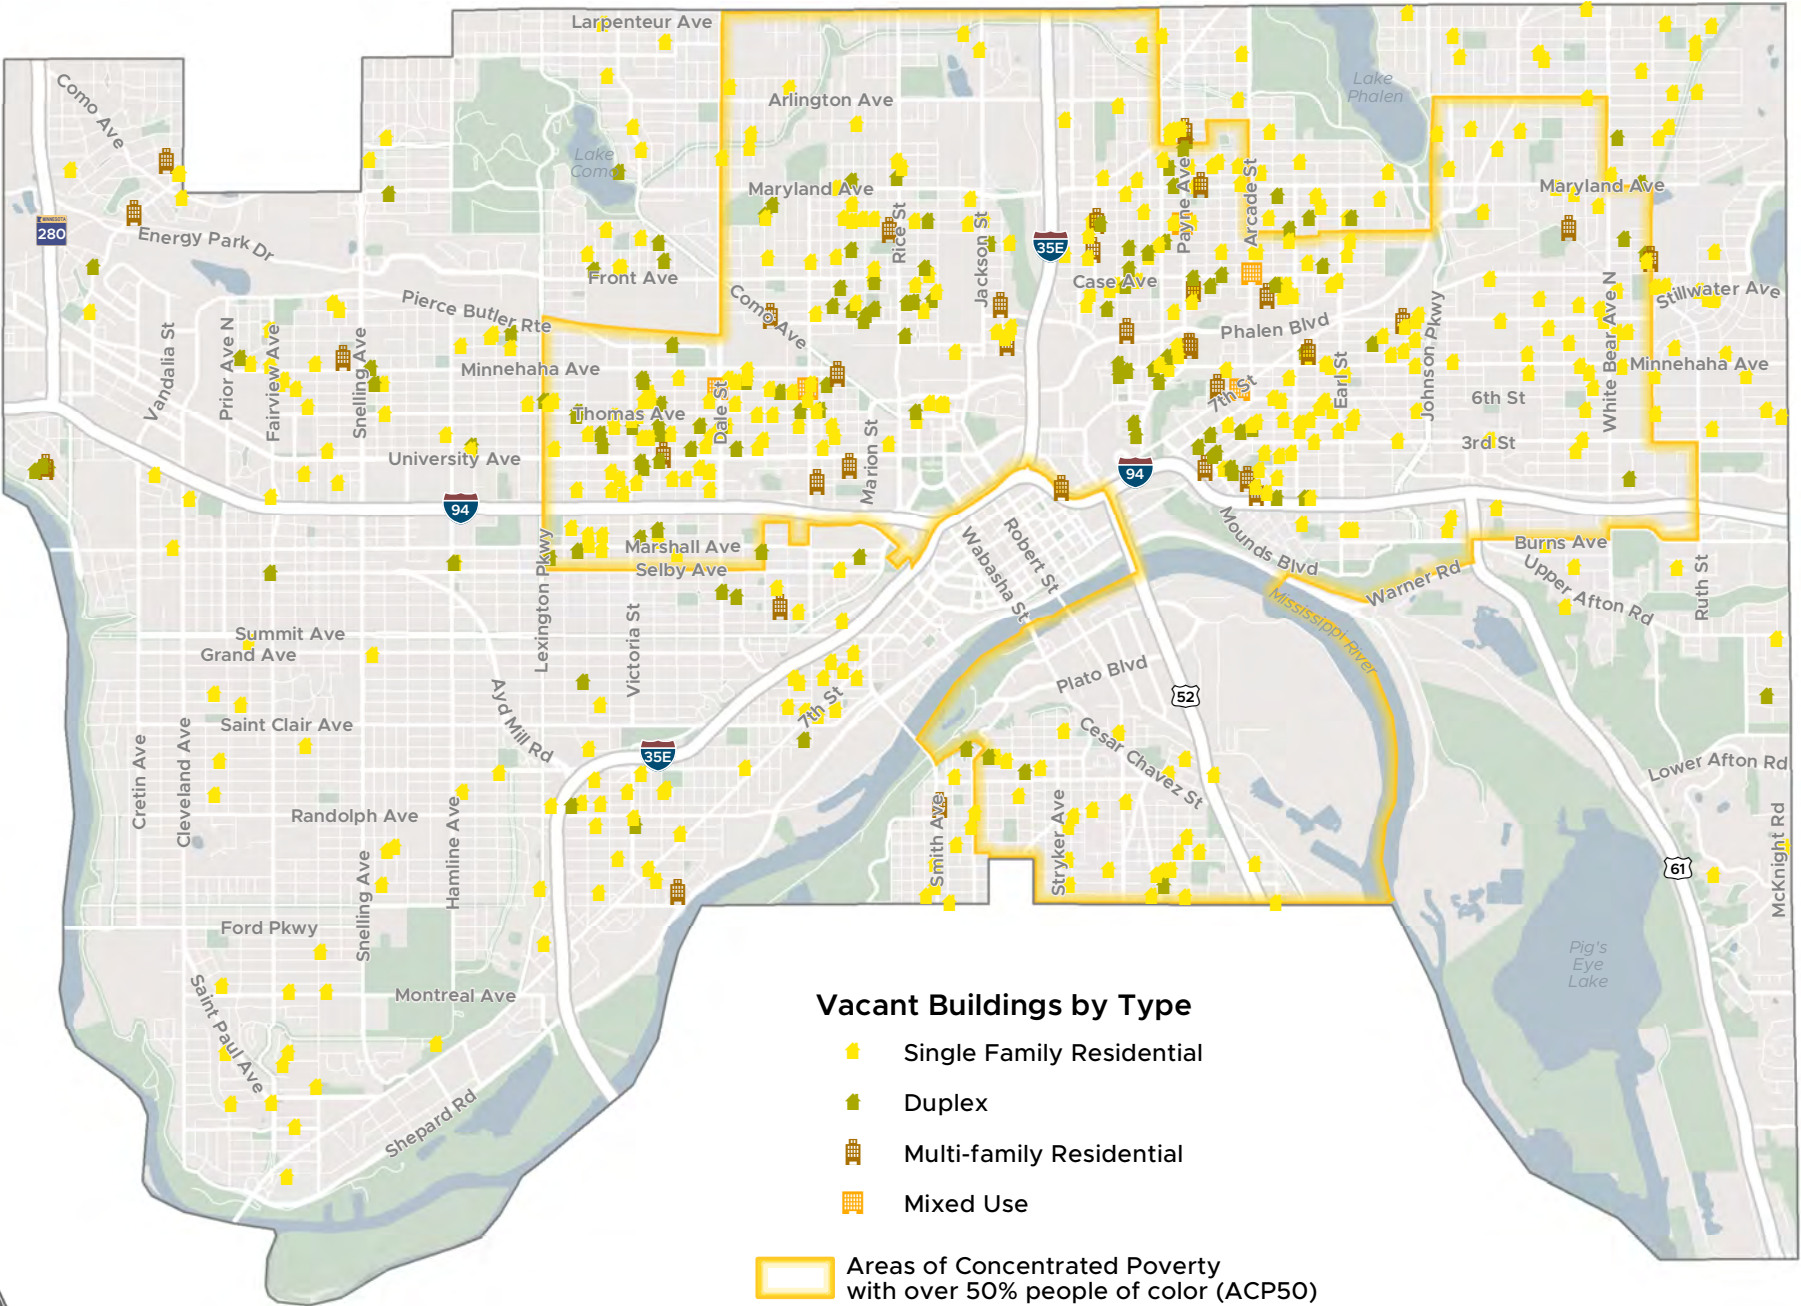 Larpenteur Ave
Como Ave
Lake
Phalen
Arlington Ave
Lake
Como
Maryland Ave
Maryland Ave
Payne Ave
Arcade St
Rice St
Jackson St
MINNESOTA
280
Energy Park Dr
35E
Front Ave
Case Ave
Pierce Butler Rte
Como Ave
Stillwater Ave
Phalen Blvd
Vandalia St
Prior Ave N
Fairview Ave
Snelling Ave
Minnehaha Ave
Minnehaha Ave
Johnson Pkwy
White Bear Ave N
Earl St
7th St
6th St
Thomas Ave
Dale St
3rd St
University Ave
Marion St
94
94
Mounds Blvd
Robert St
Wabasha St
Marshall Ave
Selby Ave
Burns Ave
Warner Rd
Upper Afton Rd
Ruth St
Mississippi River
Lexington Pkwy
Victoria St
Summit Ave
Grand Ave
Plato Blvd
52
Ayd Mill Rd
7th St
Saint Clair Ave
Cretin Ave
Cleveland Ave
35E
Cesar Chavez St
Lower Afton Rd
Randolph Ave
Hamline Ave
Snelling Ave
Smith Ave
Stryker Ave
McKnight Rd
61
Ford Pkwy
Pig's
Eye
Lake
Saint Paul Ave
Montreal Ave
Shepard Rd
Vacant Buildings by Type
Single Family Residential
Duplex
Multi-family Residential
Mixed Use
Areas of Concentrated Poverty
with over 50% people of color (ACP50)